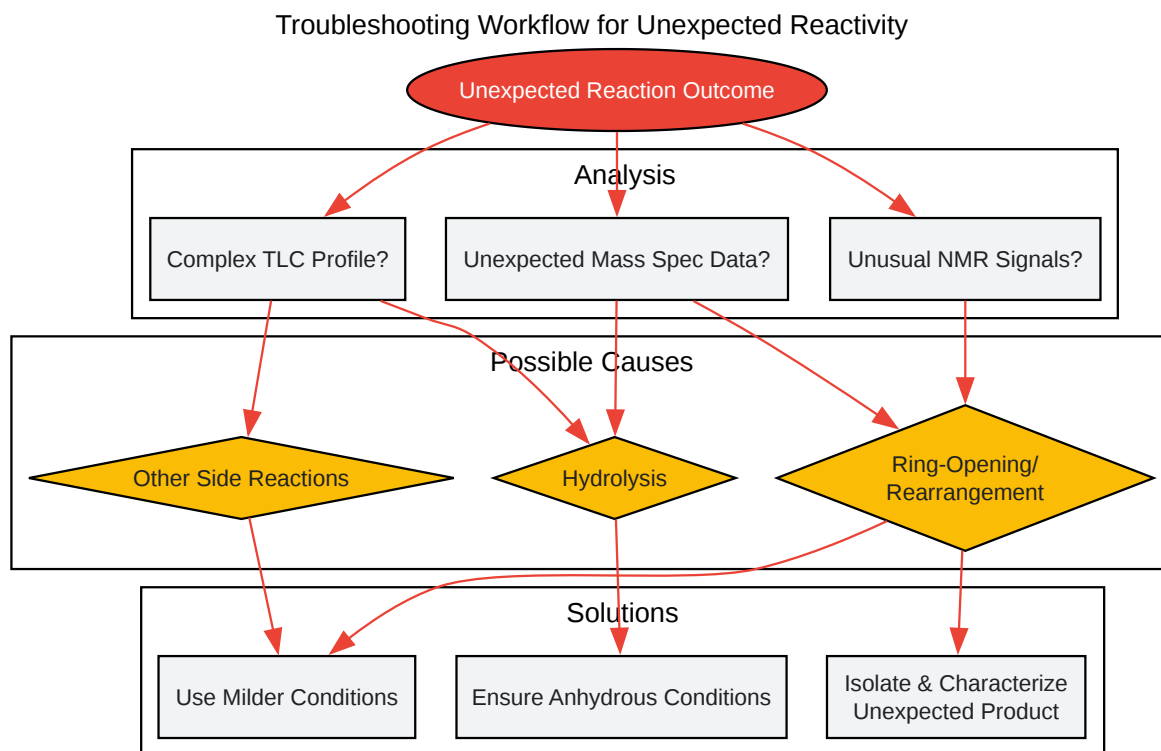 Troubleshooting Workflow for Unexpected Reactivity
Unexpected Reaction Outcome
Analysis
Complex TLC Profile?
Unexpected Mass Spec Data?
Unusual NMR Signals?
Possible Causes
Other Side Reactions
Hydrolysis
Ring-Opening/
Rearrangement
Solutions
Use Milder Conditions
Ensure Anhydrous Conditions
Isolate & Characterize
Unexpected Product